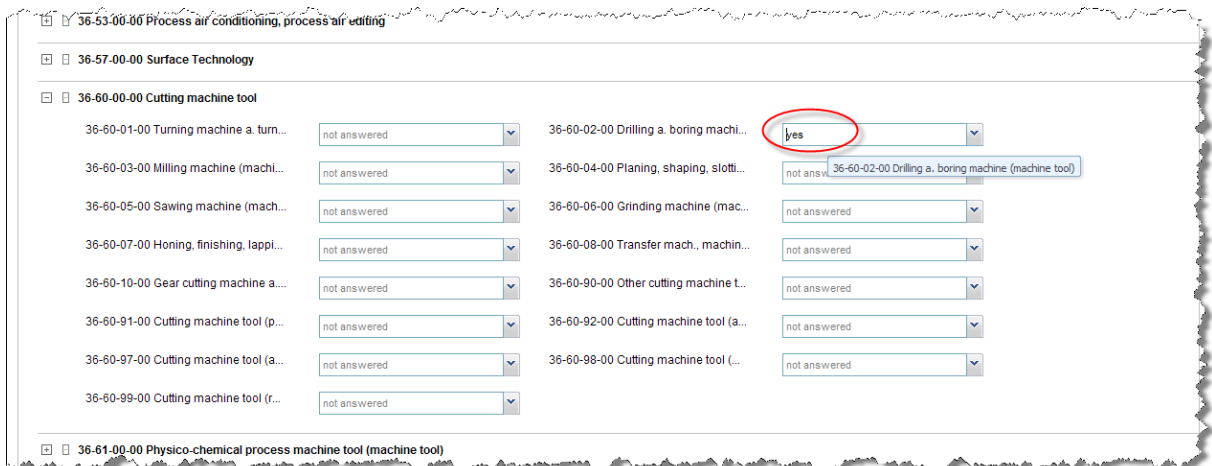 36-53-00-00 Process air conditioning, process air editing
36-57-00-00 Surface Technology
36-60-00-00 Cutting machine tool
36-60-01-00 Turning machine a. turn... not answered 36-60-02-00 Drilling a. boring machi... yes
36-60-02-00 Drilling a. boring machine (machine tool)
36-60-03-00 Milling machine (machi... not answered 36-60-04-00 Planing, shaping, slotti... not answ
36-60-05-00 Sawing machine (mach... not answered 36-60-06-00 Grinding machine (mac... not answered
36-60-07-00 Honing, finishing, lappi... not answered 36-60-08-00 Transfer mach., machin... not answered
36-60-10-00 Gear cutting machine a.... not answered 36-60-90-00 Other cutting machine t... not answered
36-60-91-00 Cutting machine tool (p... not answered 36-60-92-00 Cutting machine tool (a... not answered
36-60-97-00 Cutting machine tool (a... not answered 36-60-98-00 Cutting machine tool (... not answered
36-60-99-00 Cutting machine tool (r... not answered
36-61-00-00 Physico-chemical process machine tool (machine tool)